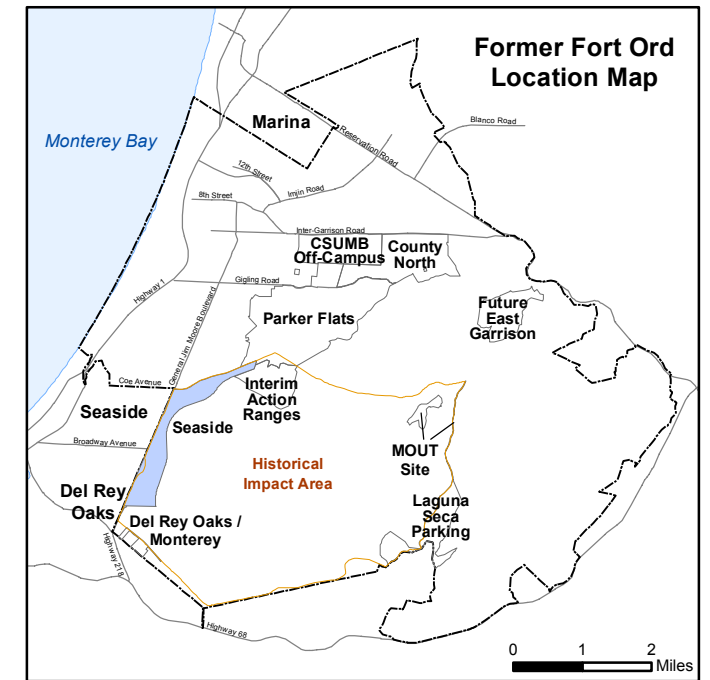 Former Fort Ord
Location Map
Marina
Monterey Bay
Blanco Road
Reservation Road
12th Street
Imjin Road
8th Street
Inter-Garrison Road
CSUMB
Off-Campus
County
North
Gigling Road
Highway 1
General Jim Moore Boulevard
Parker Flats
Future
East
Garrison
Coe Avenue
Interim
Action
Ranges
Seaside
Seaside
Broadway Avenue
MOUT
Site
Historical
Impact Area
Del Rey
Oaks
Laguna
Seca
Parking
Del Rey Oaks /
Monterey
Highway 218
Highway 68
0 1 2
Miles